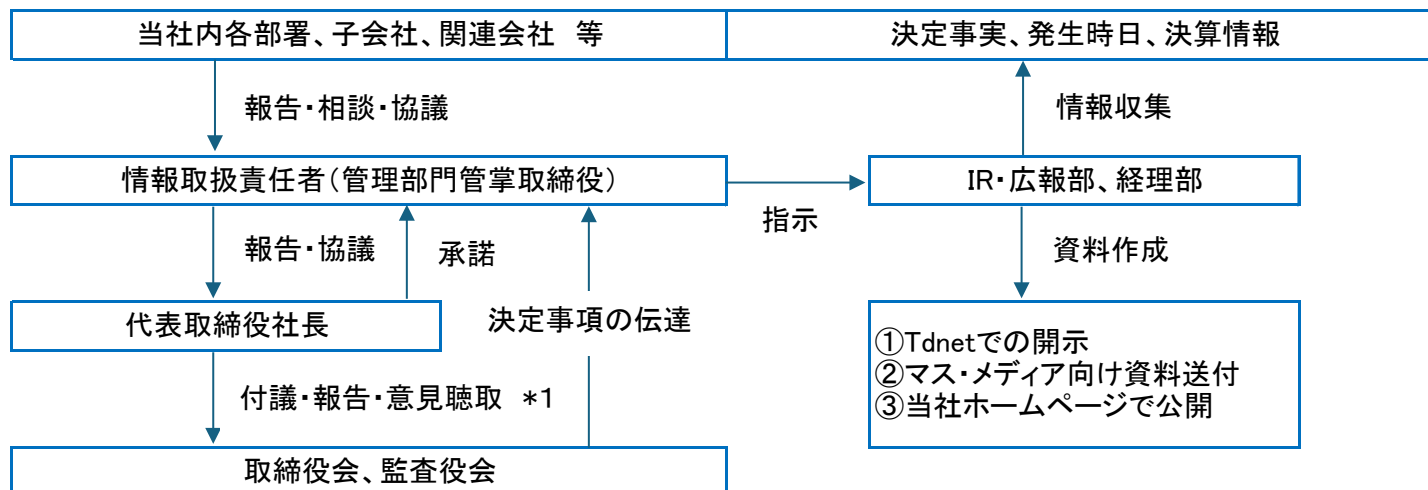 当社内各部署、子会社、関連会社　等
決定事実、発生時日、決算情報
報告・相談・協議
情報収集
情報取扱責任者（管理部門管掌取締役）
IR・広報部、経理部
指示
報告・協議
承諾
資料作成
代表取締役社長
決定事項の伝達
①Tdnetでの開示
②マス・メディア向け資料送付
③当社ホームページで公開
付議・報告・意見聴取　*1
取締役会、監査役会